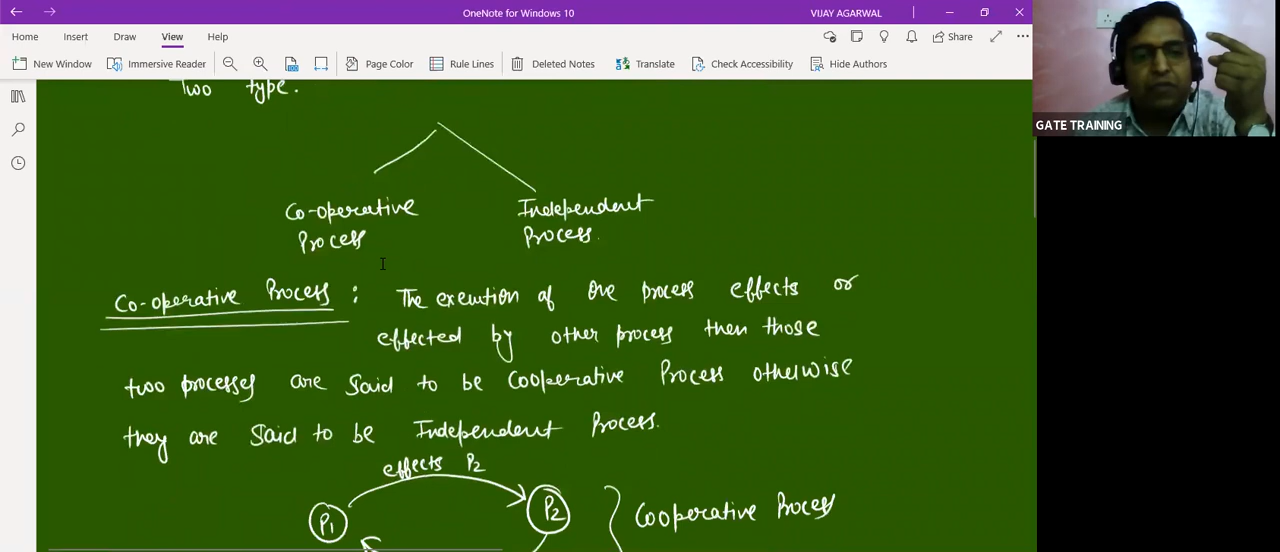 OneNote for Windows 10
VIJAY AGARWAL
Home Insert Draw View Help
Share
New Window Immersive Reader Page Color Rule Lines Deleted Notes Translate Check Accessibility Hide Authors
GATE TRAINING
Two type.
Co-operative Process
Independent Process.
Co-operative Process : The exeution of one process effects or
effected by other process then those
two processes are said to be Cooperative Process otherwise
they are said to be Independent Process.
effects P2
P1
P2
Cooperative Process